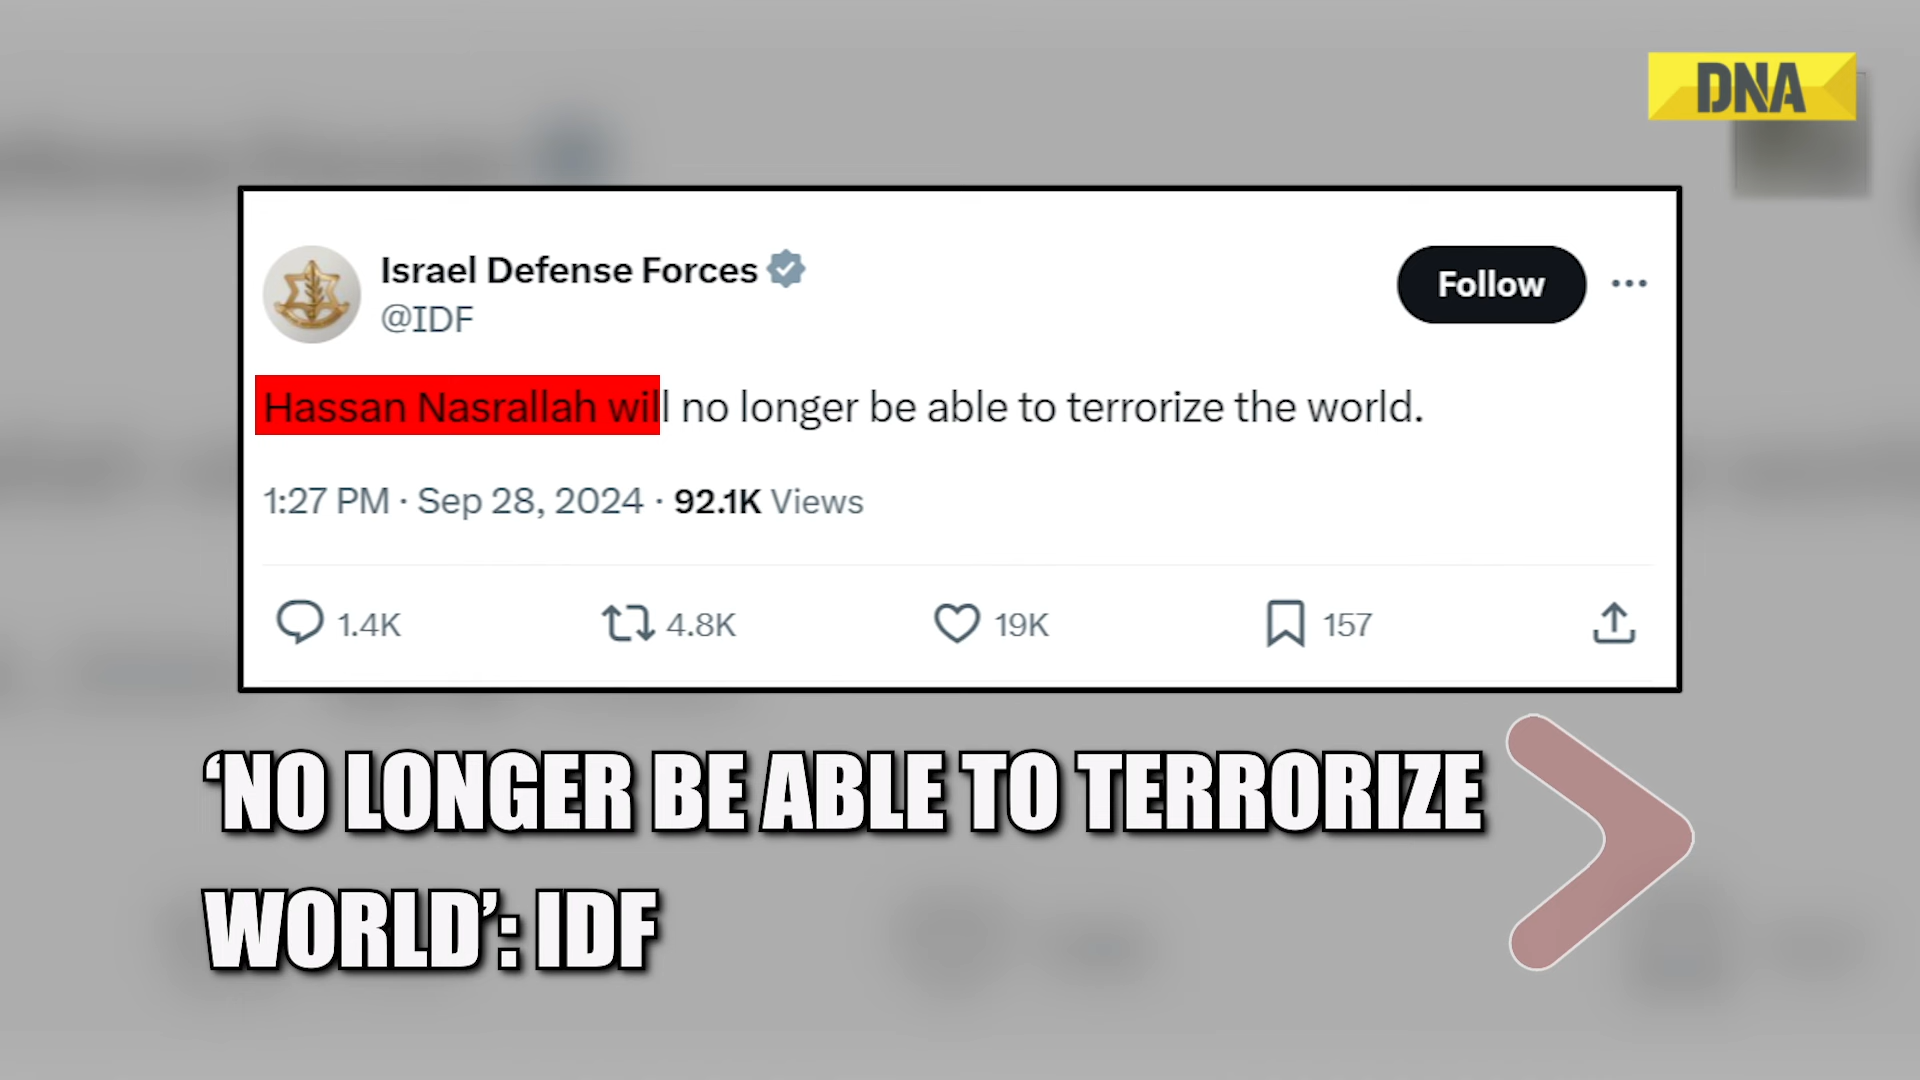 DNA
Israel Defense Forces
@IDF
Follow
Hassan Nasrallah will no longer be able to terrorize the world.
1:27 PM · Sep 28, 2024 · 92.1K Views
1.4K 4.8K 19K 157
‘NO LONGER BE ABLE TO TERRORIZE
WORLD’: IDF